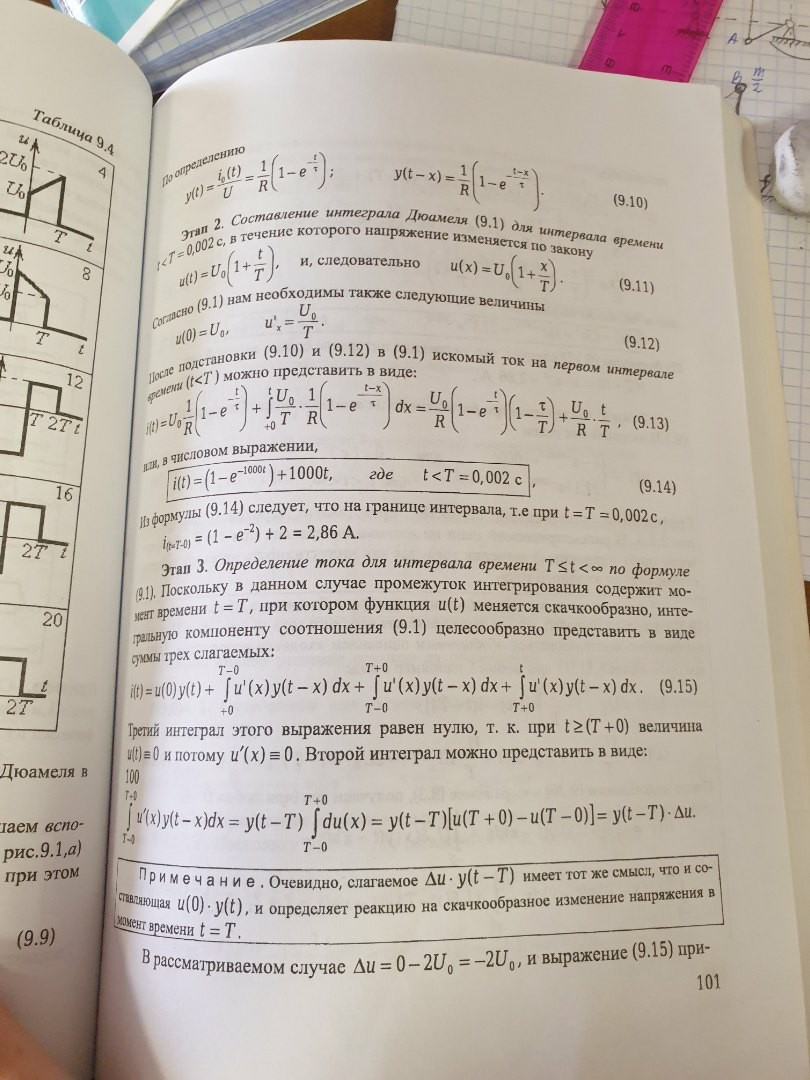 Таблица 9.4
4
u
2U₀
U₀
T t
8
u
U₀
U₀
T t
12
T 2T t
16
2T t
20
t
2T
Дюамеля в
шаем вспо-
рис.9.1,а)
при этом
(9.9)
A
B m/2
По определению
y(t) = i₀(t)/U = 1/R(1−e^(−t/τ)); y(t−x) = 1/R(1−e^(−(t−x)/τ)). (9.10)
Этап 2. Составление интеграла Дюамеля (9.1) для интервала времени
t<T=0,002 с, в течение которого напряжение изменяется по закону
u(t)=U₀(1+t/T), и, следовательно u(x)=U₀(1+x/T). (9.11)
Согласно (9.1) нам необходимы также следующие величины
u(0)=U₀, u'ₓ=U₀/T. (9.12)
После подстановки (9.10) и (9.12) в (9.1) искомый ток на первом интервале
времени (t<T) можно представить в виде:
i(t)=U₀ 1/R(1−e^(−t/τ)) + ∫₊₀^t U₀/T · 1/R(1−e^(−(t−x)/τ)) dx = U₀/R(1−e^(−t/τ))(1−τ/T) + U₀/R · t/T, (9.13)
или, в числовом выражении,
i(t)=(1−e^(−1000t))+1000t, где t<T=0,002 с, (9.14)
Из формулы (9.14) следует, что на границе интервала, т.е при t=T=0,002с,
i(t=T−0) = (1 − e⁻²) + 2 = 2,86 А.
Этап 3. Определение тока для интервала времени T≤t<∞ по формуле
(9.1). Поскольку в данном случае промежуток интегрирования содержит мо-
мент времени t=T, при котором функция u(t) меняется скачкообразно, инте-
гральную компоненту соотношения (9.1) целесообразно представить в виде
суммы трех слагаемых:
i(t)=u(0)y(t)+ ∫₊₀^(T−0) u'(x)y(t−x) dx + ∫_(T−0)^(T+0) u'(x)y(t−x) dx + ∫_(T+0)^t u'(x)y(t−x) dx. (9.15)
Третий интеграл этого выражения равен нулю, т. к. при t≥(T+0) величина
u(t)≡0 и потому u′(x)≡0. Второй интеграл можно представить в виде:
100
∫_(T−0)^(T+0) u′(x)y(t−x)dx = y(t−T) ∫_(T−0)^(T+0) du(x) = y(t−T)[u(T+0)−u(T−0)]= y(t−T)·Δu.
Примечание. Очевидно, слагаемое Δu·y(t−T) имеет тот же смысл, что и со-
ставляющая u(0)·y(t), и определяет реакцию на скачкообразное изменение напряжения в
момент времени t=T.
В рассматриваемом случае Δu=0−2U₀=−2U₀, и выражение (9.15) при-
101